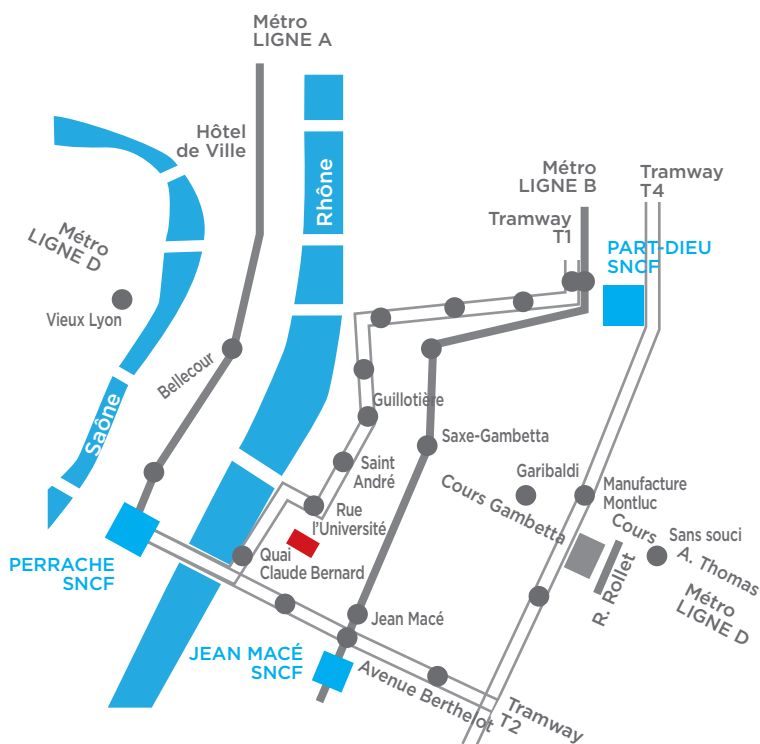 Métro
LIGNE A
Hôtel
de Ville
Rhône
Métro
LIGNE B
Tramway
T4
Tramway
T1
PART-DIEU
SNCF
Métro
LIGNE D
Vieux Lyon
Bellecour
Saône
Guillotière
Saxe-Gambetta
Saint
André
Garibaldi
Cours Gambetta
Manufacture
Montluc
Rue
l'Université
Cours
A. Thomas
Sans souci
R. Rollet
Métro
LIGNE D
PERRACHE
SNCF
Quai
Claude Bernard
Jean Macé
JEAN MACÉ
SNCF
Avenue Berthelot
Tramway
T2